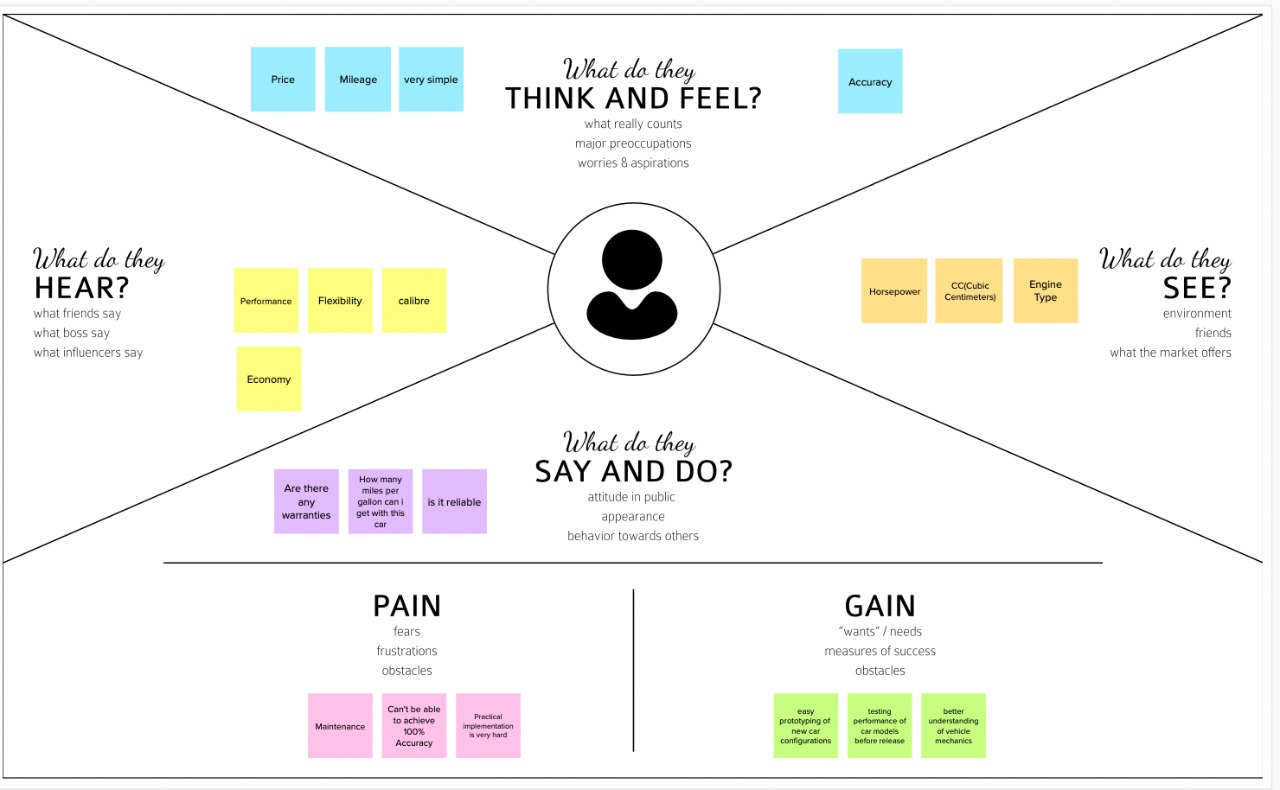 Price
Mileage
very simple
What do they
THINK AND FEEL?
what really counts
major preoccupations
worries & aspirations
Accuracy
What do they
HEAR?
what friends say
what boss say
what influencers say
Performance
Flexibility
calibre
Economy
Horsepower
CC(Cubic
Centimeters)
Engine
Type
What do they
SEE?
environment
friends
what the market offers
Are there
any
warranties
How many
miles per
gallon can i
get with this
car
is it reliable
What do they
SAY AND DO?
attitude in public
appearance
behavior towards others
PAIN
fears
frustrations
obstacles
Maintenance
Can't be able
to achieve
100%
Accuracy
Practical
implementation
is very hard
GAIN
"wants" / needs
measures of success
obstacles
easy
prototyping of
new car
configurations
testing
performance of
car models
before release
better
understanding
of vehicle
mechanics